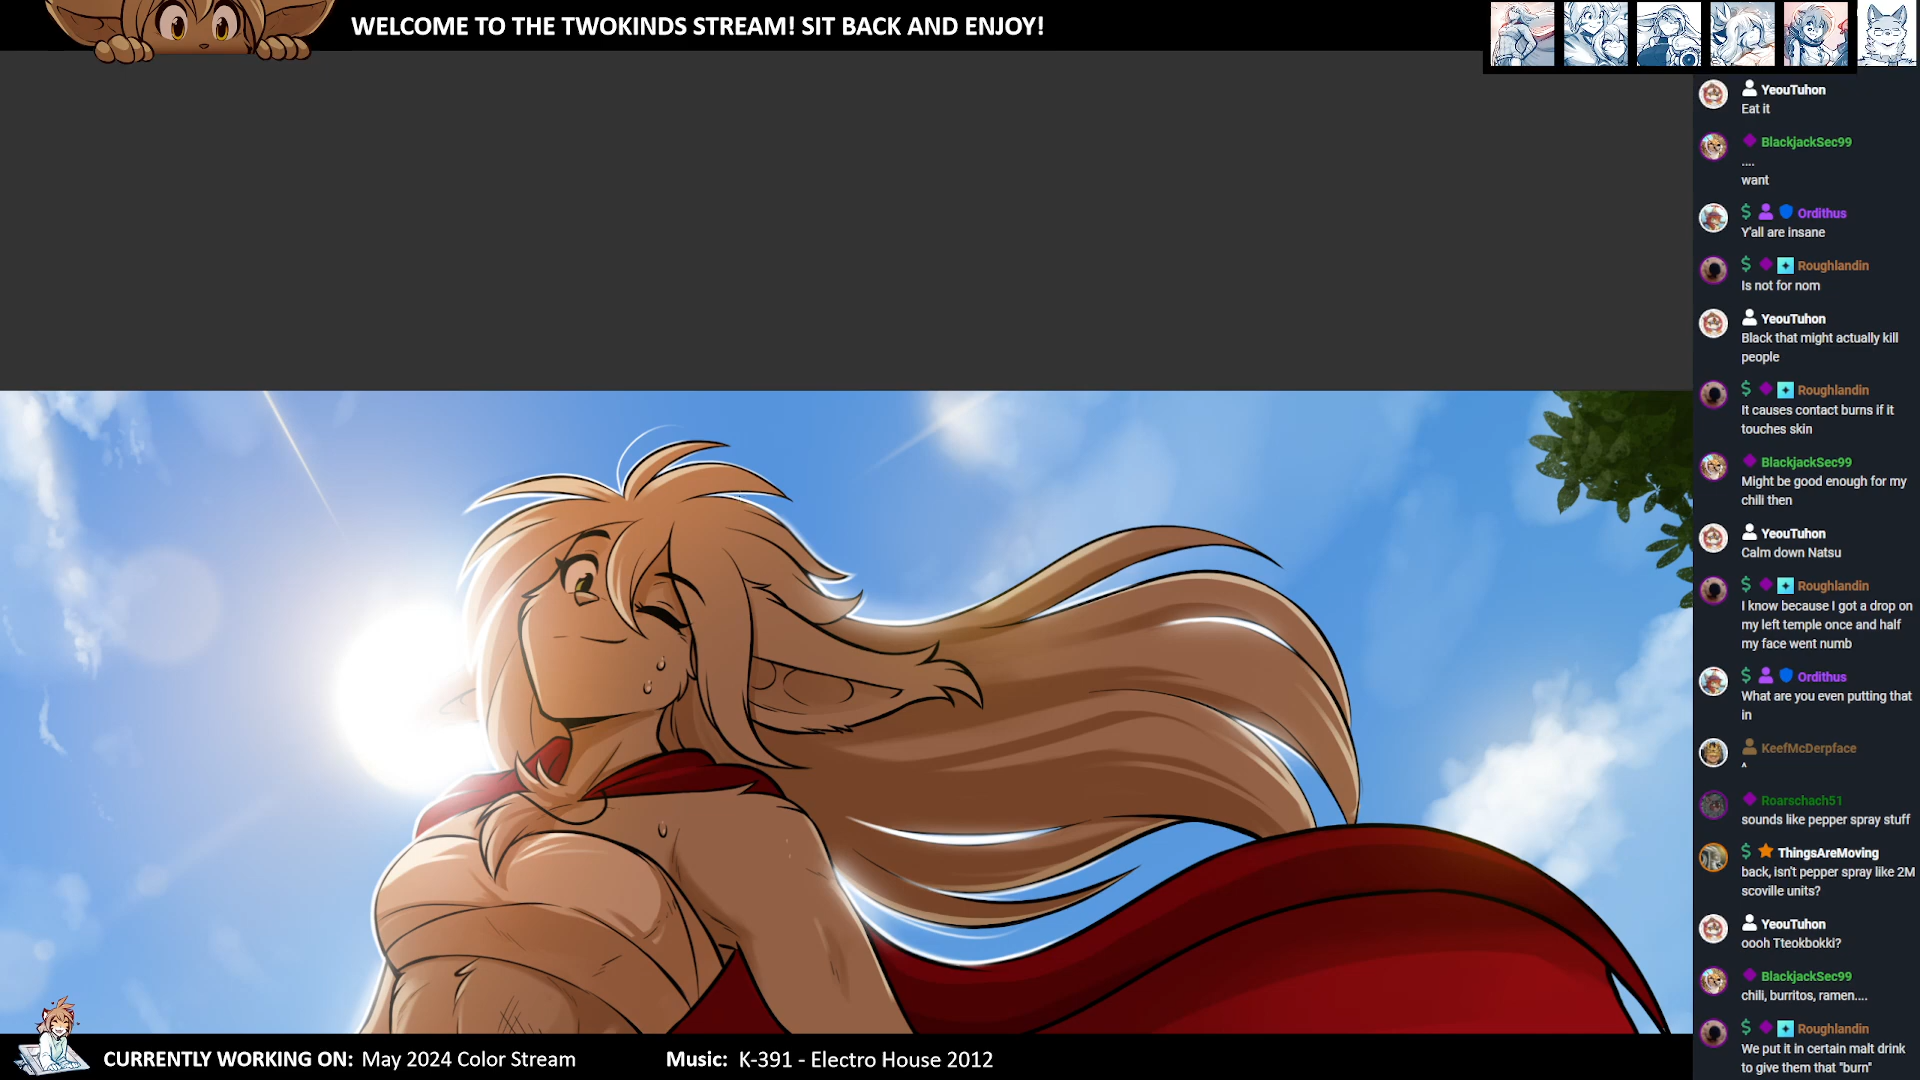 WELCOME TO THE TWOKINDS STREAM! SIT BACK AND ENJOY!
YeouTuhon
Eat it
BlackjackSec99
....
want
Ordithus
Y'all are insane
Roughlandin
Is not for nom
YeouTuhon
Black that might actually kill
people
Roughlandin
It causes contact burns if it
touches skin
BlackjackSec99
Might be good enough for my
chili then
YeouTuhon
Calm down Natsu
Roughlandin
I know because I got a drop on
my left temple once and half
my face went numb
Ordithus
What are you even putting that
in
KeefMcDerpface
^
Roarschach51
sounds like pepper spray stuff
ThingsAreMoving
back, isn't pepper spray like 2M
scoville units?
YeouTuhon
oooh Tteokbokki?
BlackjackSec99
chili, burritos, ramen....
Roughlandin
We put it in certain malt drink
to give them that "burn"
CURRENTLY WORKING ON: May 2024 Color Stream
Music: K-391 - Electro House 2012